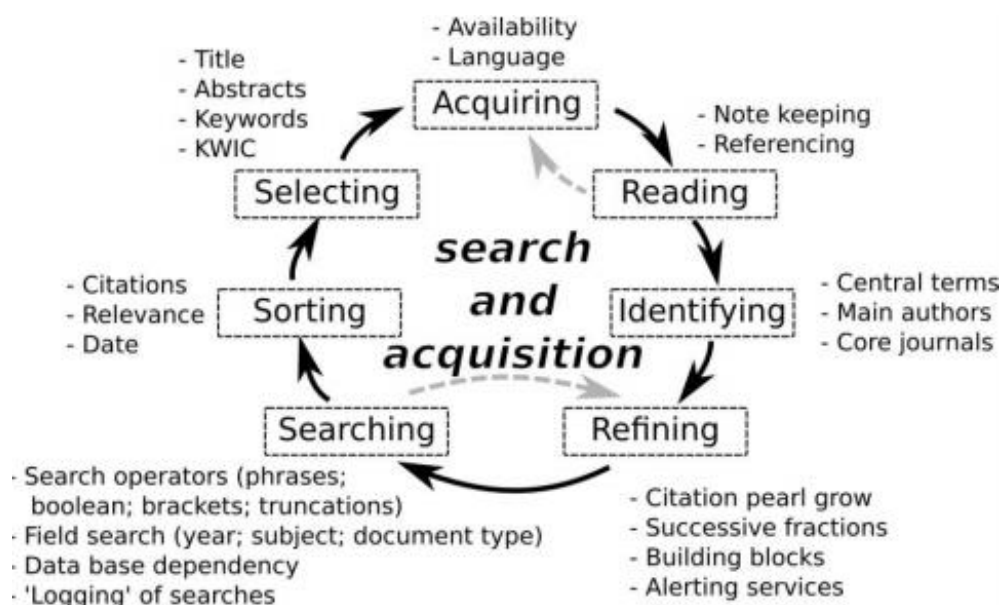 - Availability
- Language
Acquiring
- Title
- Abstracts
- Keywords
- KWIC
Selecting
- Note keeping
- Referencing
Reading
search
and
acquisition
- Citations
- Relevance
- Date
Sorting
Identifying
- Central terms
- Main authors
- Core journals
Searching
Refining
- Search operators (phrases;
boolean; brackets; truncations)
- Field search (year; subject; document type)
- Data base dependency
- 'Logging' of searches
- Citation pearl grow
- Successive fractions
- Building blocks
- Alerting services